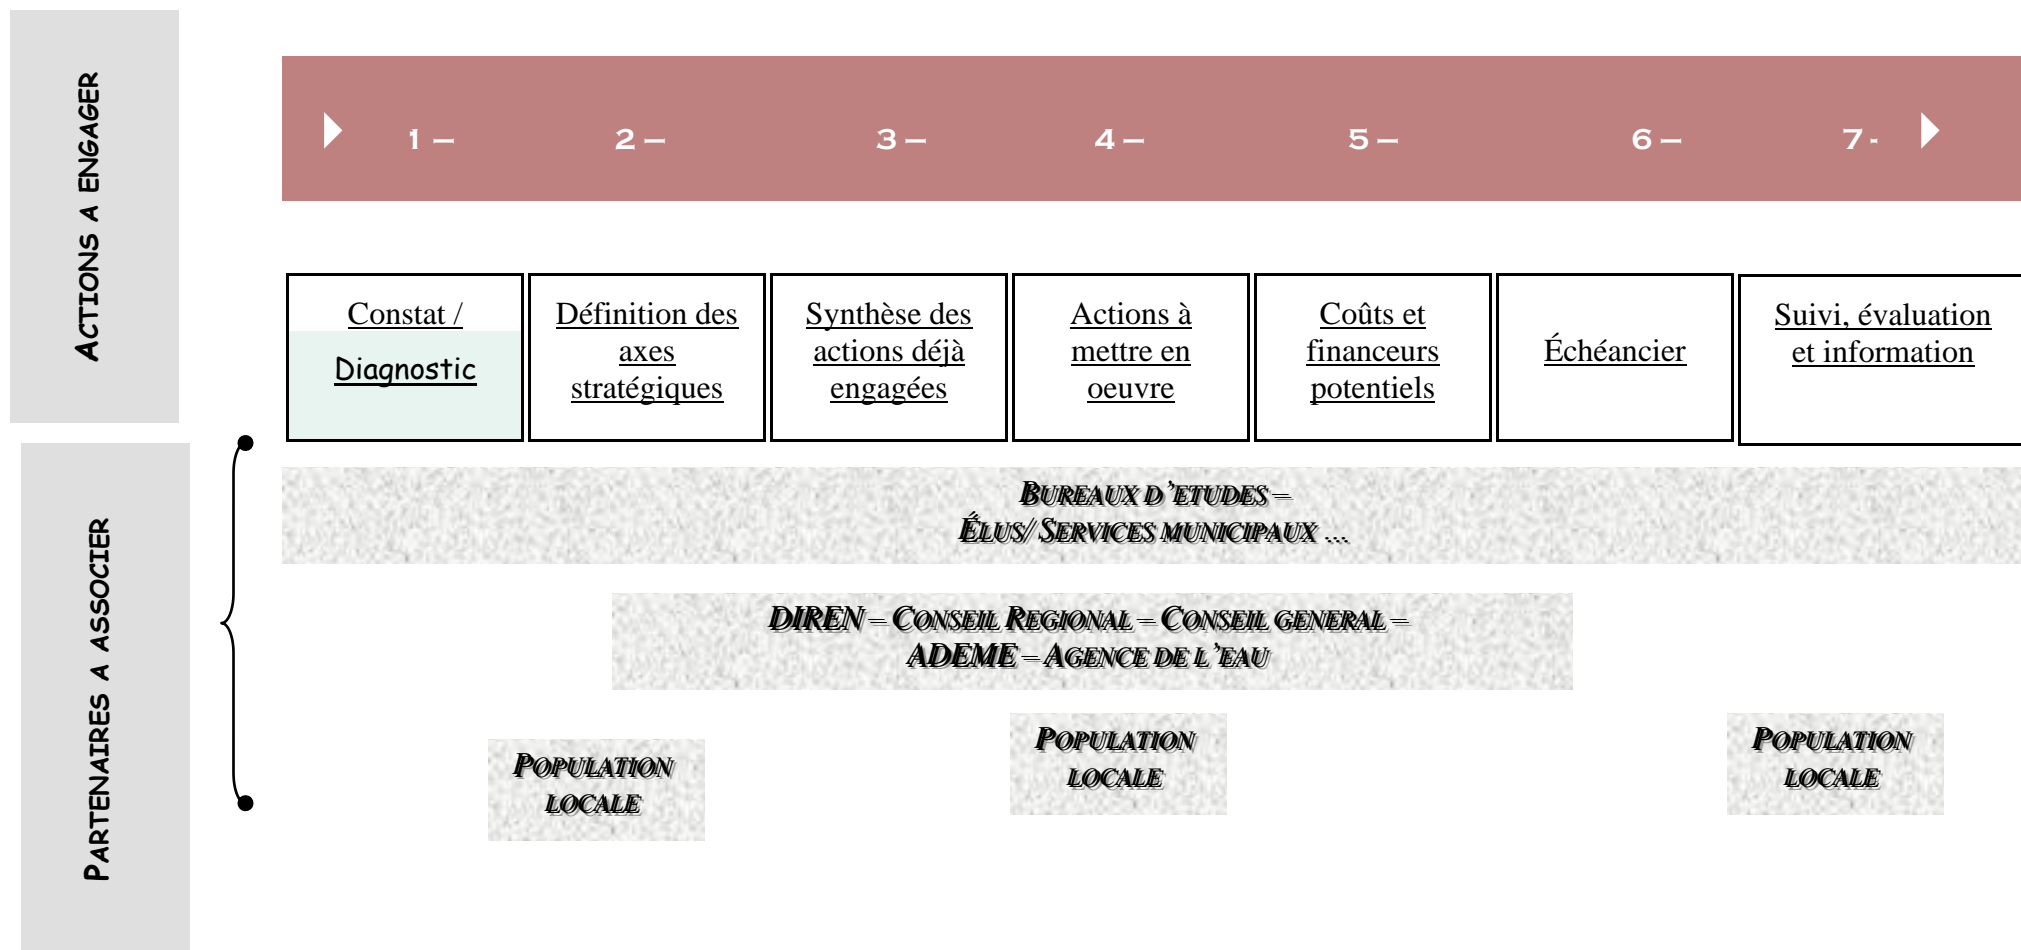 ACTIONS A ENGAGER
1 – 2 – 3 – 4 – 5 – 6 – 7 -
Constat /
Diagnostic
Définition des
axes
stratégiques
Synthèse des
actions déjà
engagées
Actions à
mettre en
oeuvre
Coûts et
financeurs
potentiels
Échéancier
Suivi, évaluation
et information
PARTENAIRES A ASSOCIER
BUREAUX D’ETUDES –
ÉLUS/ SERVICES MUNICIPAUX ...
DIREN – CONSEIL REGIONAL – CONSEIL GENERAL –
ADEME – AGENCE DE L’EAU
POPULATION
LOCALE
POPULATION
LOCALE
POPULATION
LOCALE